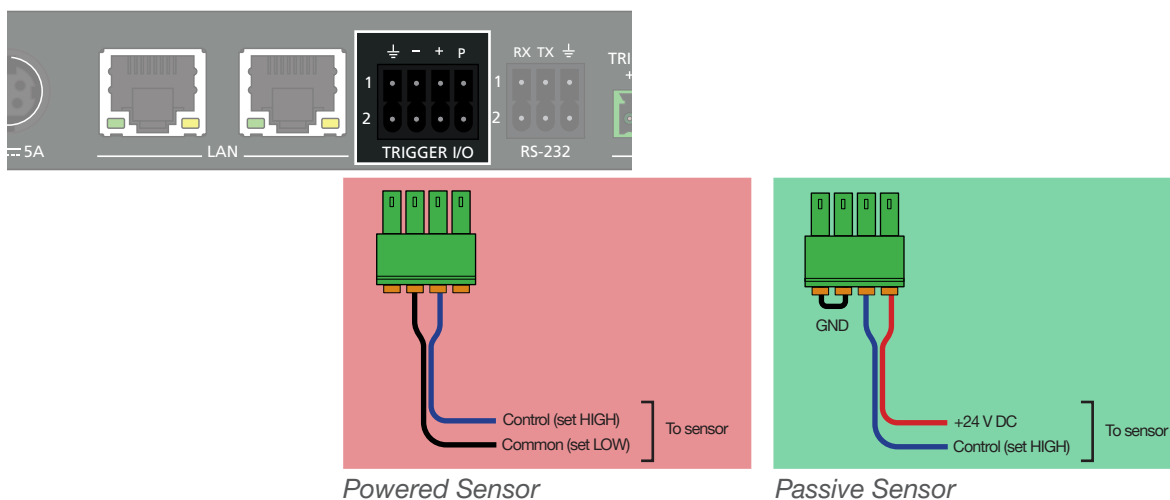 ⏚ − + P
RX TX ⏚
TRI
+
1
1
2
2
⎓ 5A
LAN
TRIGGER I/O
RS-232
GND
Control (set HIGH)
Common (set LOW)
To sensor
+24 V DC
Control (set HIGH)
To sensor
Powered Sensor
Passive Sensor